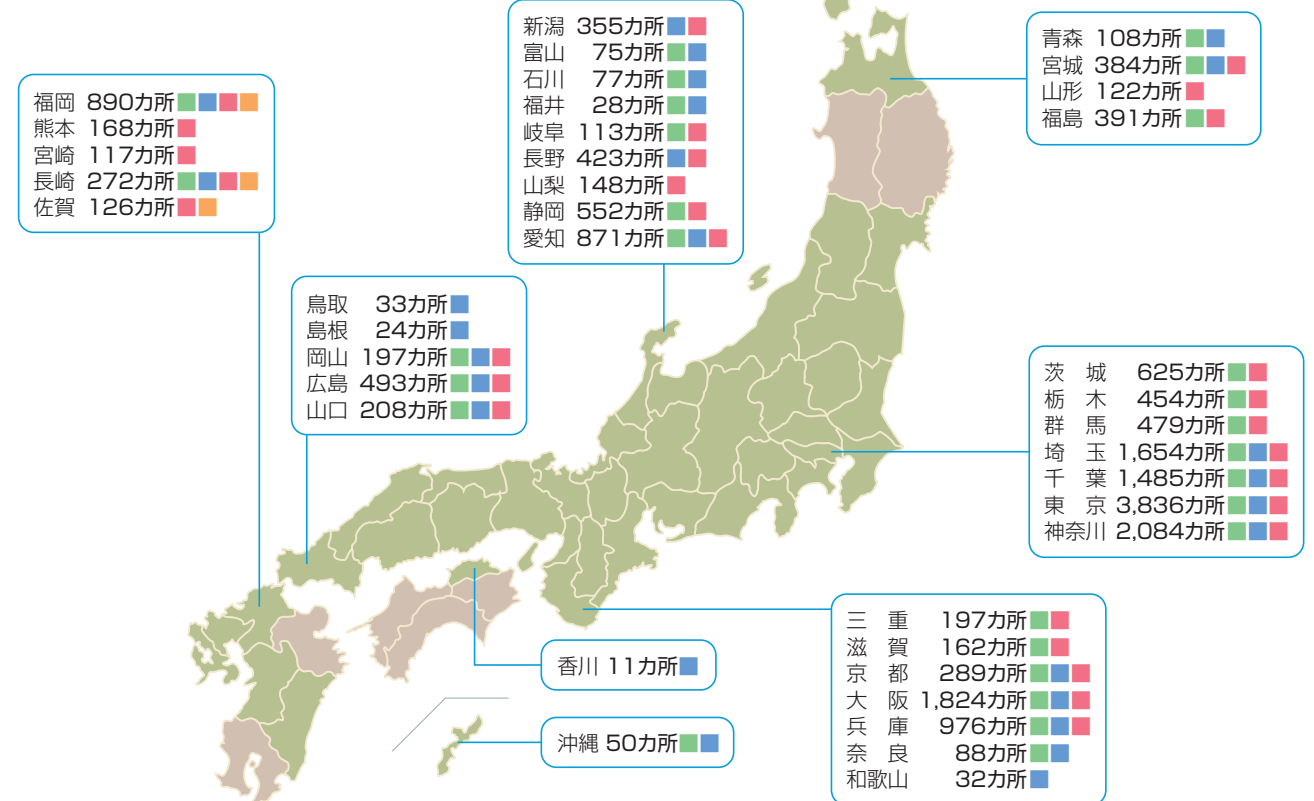 新潟 355カ所
富山 75カ所
石川 77カ所
福井 28カ所
岐阜 113カ所
長野 423カ所
山梨 148カ所
静岡 552カ所
愛知 871カ所
青森 108カ所
宮城 384カ所
山形 122カ所
福島 391カ所
福岡 890カ所
熊本 168カ所
宮崎 117カ所
長崎 272カ所
佐賀 126カ所
鳥取 33カ所
島根 24カ所
岡山 197カ所
広島 493カ所
山口 208カ所
茨城 625カ所
栃木 454カ所
群馬 479カ所
埼玉 1,654カ所
千葉 1,485カ所
東京 3,836カ所
神奈川 2,084カ所
三重 197カ所
滋賀 162カ所
京都 289カ所
大阪 1,824カ所
兵庫 976カ所
奈良 88カ所
和歌山 32カ所
香川 11カ所
沖縄 50カ所